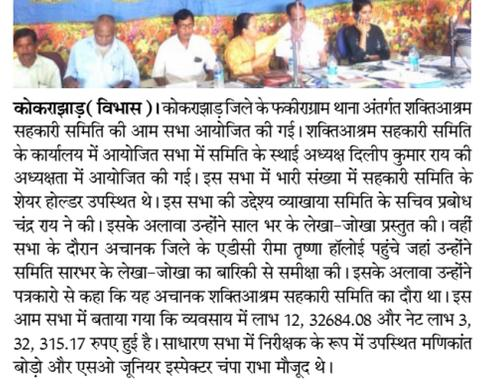 कोकराझाड़( विभास )। कोकराझाड़ जिले के फकीराग्राम थाना अंतर्गत शक्तिआश्रम
सहकारी समिति की आम सभा आयोजित की गई। शक्तिआश्रम सहकारी समिति
के कार्यालय में आयोजित सभा में समिति के स्थाई अध्यक्ष दिलीप कुमार राय की
अध्यक्षता में आयोजित की गई। इस सभा में भारी संख्या में सहकारी समिति के
शेयर होल्डर उपस्थित थे। इस सभा की उद्देश्य व्याखाया समिति के सचिव प्रबोध
चंद्र राय ने की। इसके अलावा उन्होंने साल भर के लेखा-जोखा प्रस्तुत की। वहीं
सभा के दौरान अचानक जिले के एडीसी रीमा तृष्णा हॉलोई पहुंचे जहां उन्होंने
समिति सारभर के लेखा-जोखा का बारिकी से समीक्षा की। इसके अलावा उन्होंने
पत्रकारो से कहा कि यह अचानक शक्तिआश्रम सहकारी समिति का दौरा था। इस
आम सभा में बताया गया कि व्यवसाय में लाभ 12, 32684.08 और नेट लाभ 3,
32, 315.17 रुपए हुई है। साधारण सभा में निरीक्षक के रूप में उपस्थित मणिकांत
बोड़ो और एसओ जूनियर इस्पेक्टर चंपा राभा मौजूद थे।